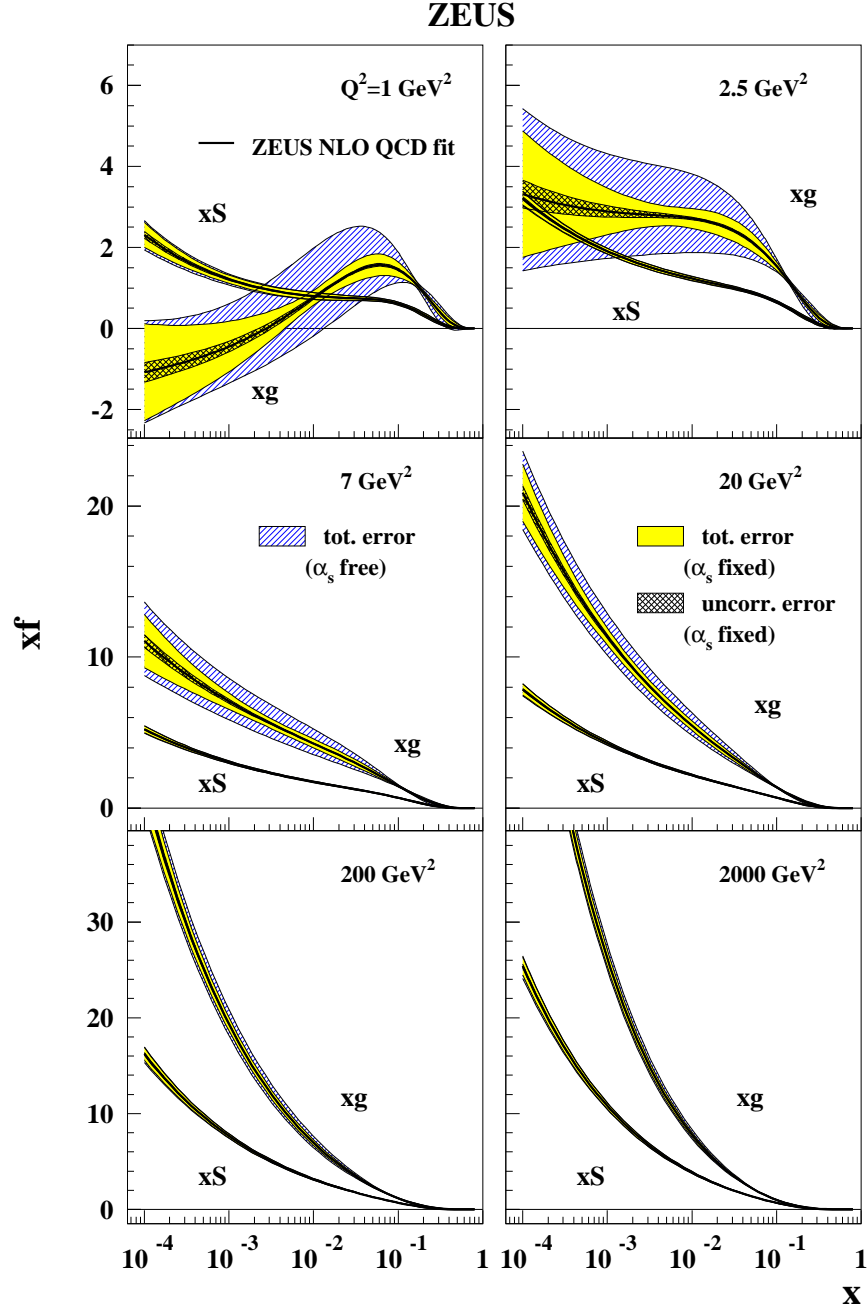 ZEUS
Q²=1 GeV²
2.5 GeV²
6
4
2
0
-2
ZEUS NLO QCD fit
xS
xg
xg
xS
7 GeV²
20 GeV²
20
10
0
tot. error
(αₛ free)
tot. error
(αₛ fixed)
uncorr. error
(αₛ fixed)
xf
xg
xS
xg
xS
200 GeV²
2000 GeV²
30
20
10
0
xg
xS
xg
xS
10⁻⁴ 10⁻³ 10⁻² 10⁻¹ 1
10⁻⁴ 10⁻³ 10⁻² 10⁻¹ 1
x